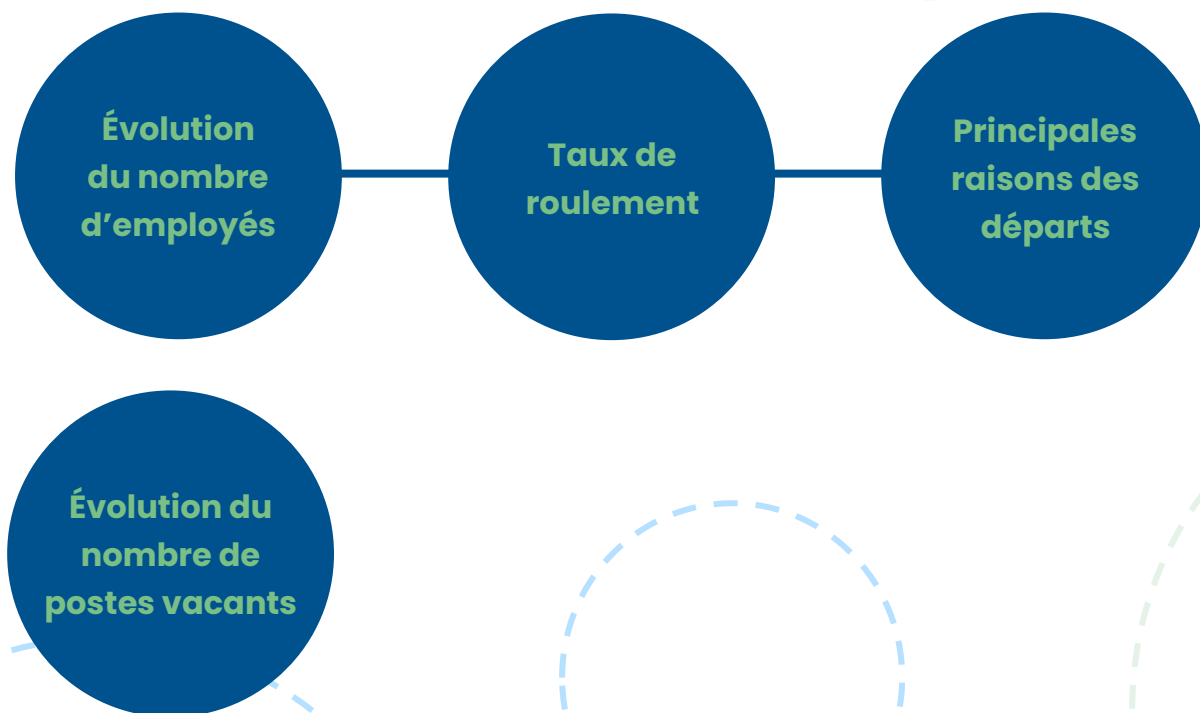 Évolution
du nombre
d’employés
Taux de
roulement
Principales
raisons des
départs
Évolution du
nombre de
postes vacants